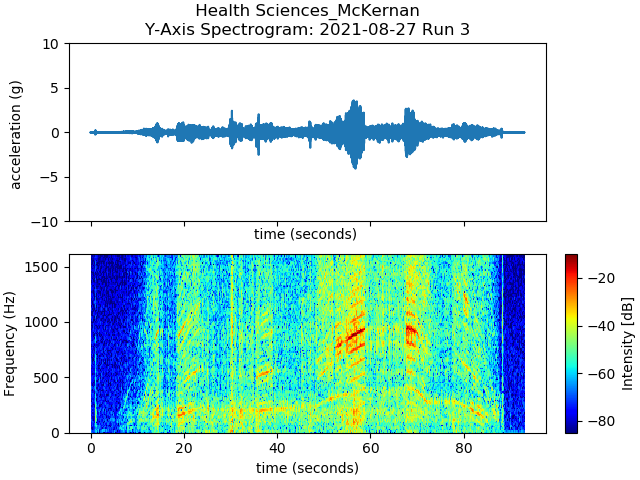 Health Sciences_McKernan
Y-Axis Spectrogram: 2021-08-27 Run 3
10
5
0
−5
−10
acceleration (g)
time (seconds)
1500
1000
500
0
Frequency (Hz)
0 20 40 60 80
time (seconds)
−20
−40
−60
−80
Intensity [dB]